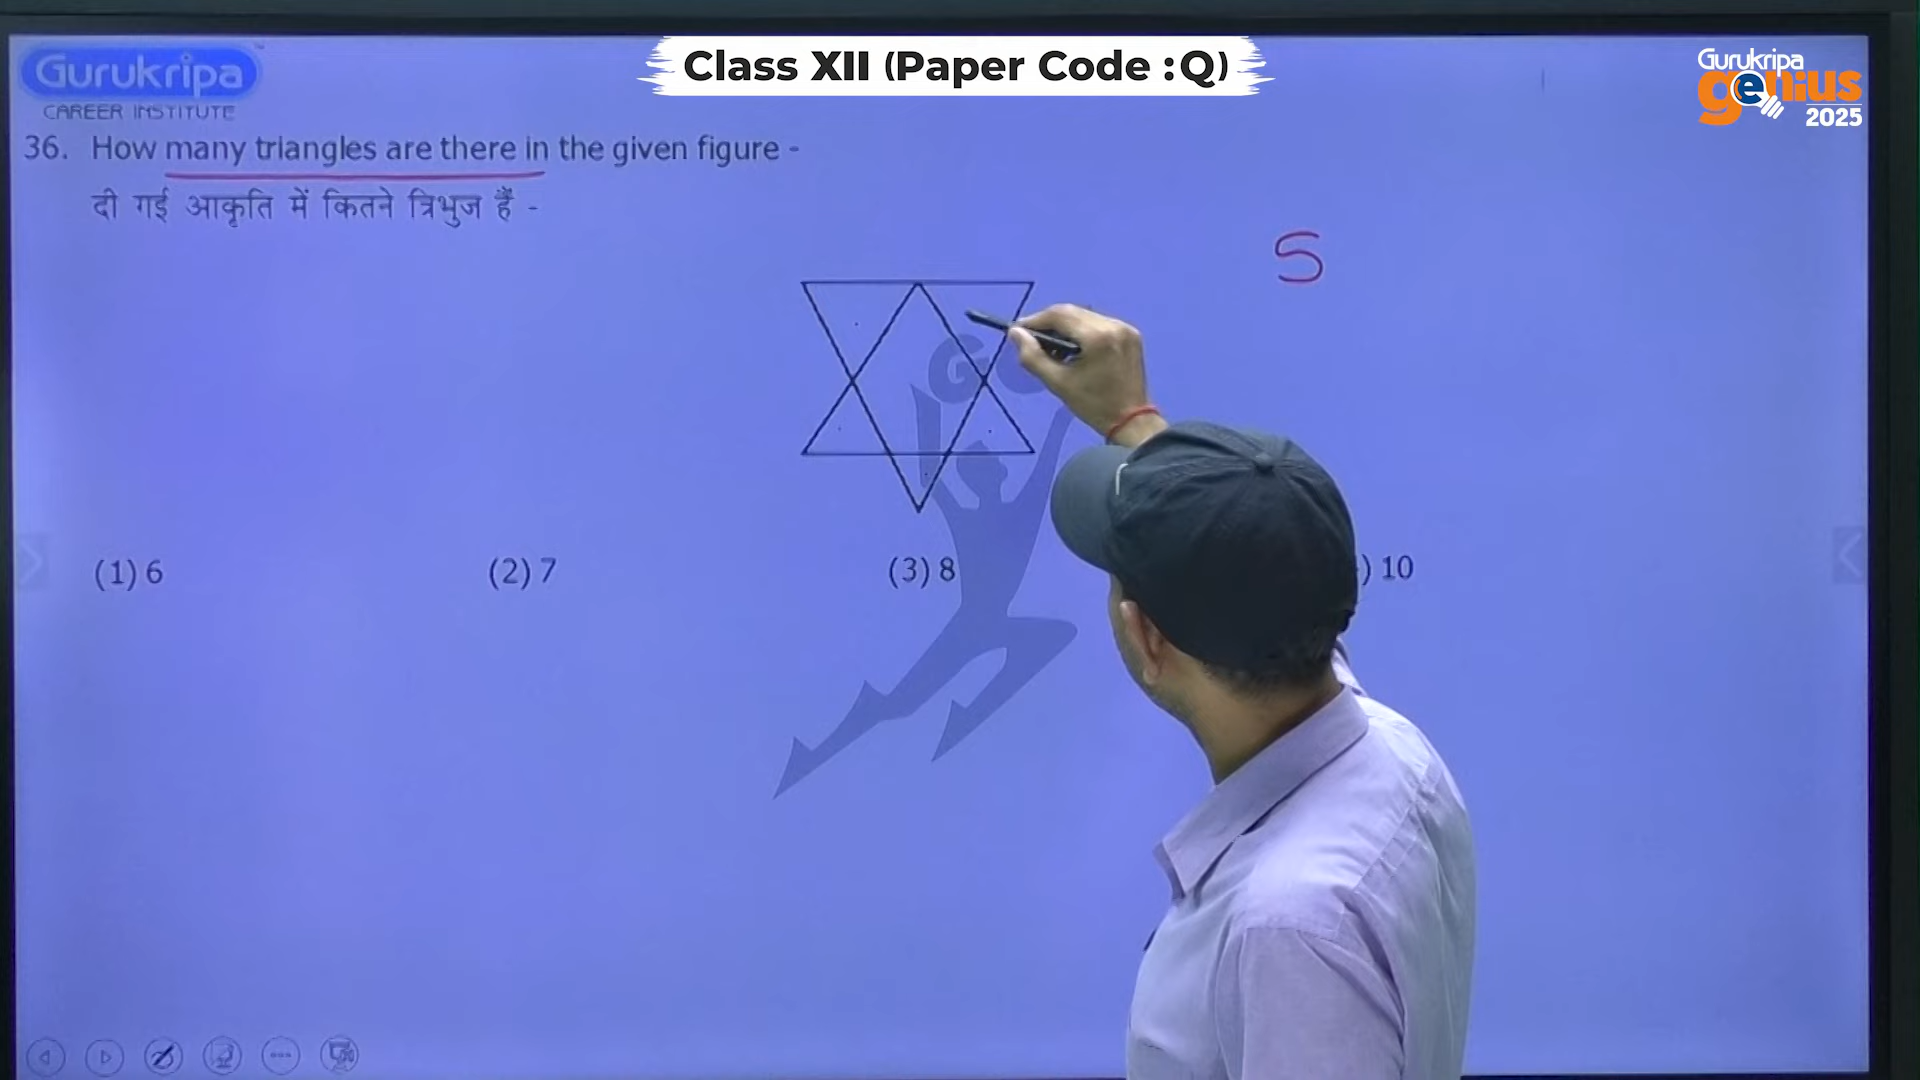 Class XII (Paper Code : Q)
Gurukripa
CAREER INSTITUTE
Gurukripa
genius
2025
36. How many triangles are there in the given figure -
दी गई आकृति में कितने त्रिभुज हैं -
5
(1) 6
(2) 7
(3) 8
) 10